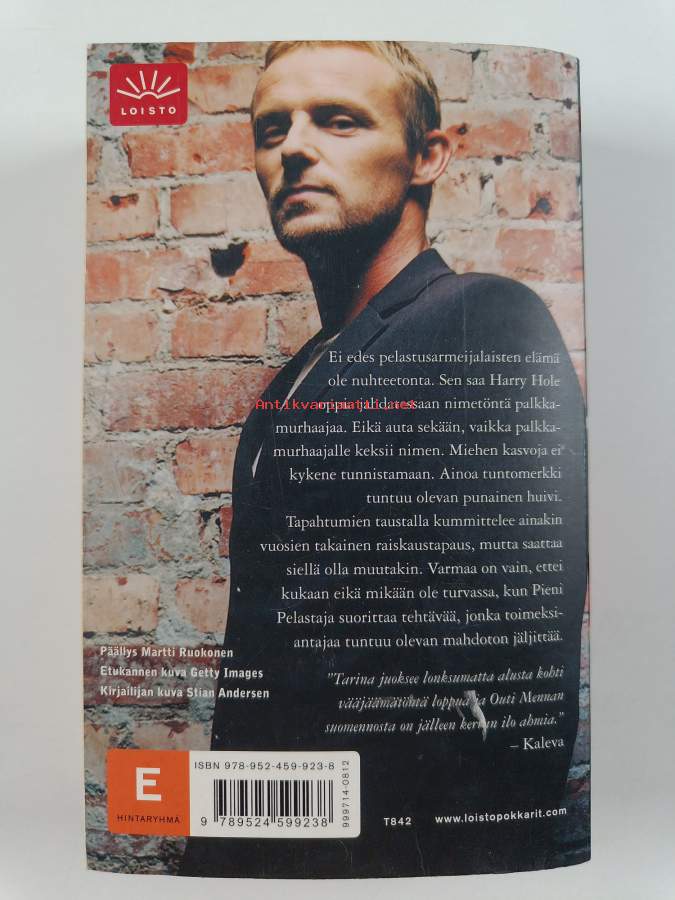 LOISTO
Ei edes pelastusarmeijalaisten elämä
ole nuhteetonta. Sen saa Harry Hole
oppia jahdatessaan nimetöntä palkka-
Antikvariaatti.net
murhaajaa. Eikä auta sekään, vaikka palkka-
murhaajalle keksii nimen. Miehen kasvoja ei
kykene tunnistamaan. Ainoa tuntomerkki
tuntuu olevan punainen huivi.
Tapahtumien taustalla kummittelee ainakin
vuosien takainen raiskaustapaus, mutta saattaa
siellä olla muutakin. Varmaa on vain, ettei
kukaan eikä mikään ole turvassa, kun Pieni
Pelastaja suorittaa tehtävää, jonka toimeksi-
antajaa tuntuu olevan mahdoton jäljittää.
Päällys Martti Ruokonen
Etukannen kuva Getty Images
Kirjailijan kuva Stian Andersen
"Tarina juoksee lonksumatta alusta kohti
vääjäämätöntä loppua ja Outi Mennan
suomennosta on jälleen kerran ilo ahmia."
– Kaleva
E
HINTARYHMÄ
ISBN 978-952-459-923-8
9 789524 599238
999714-0812
T842
www.loistopokkarit.com